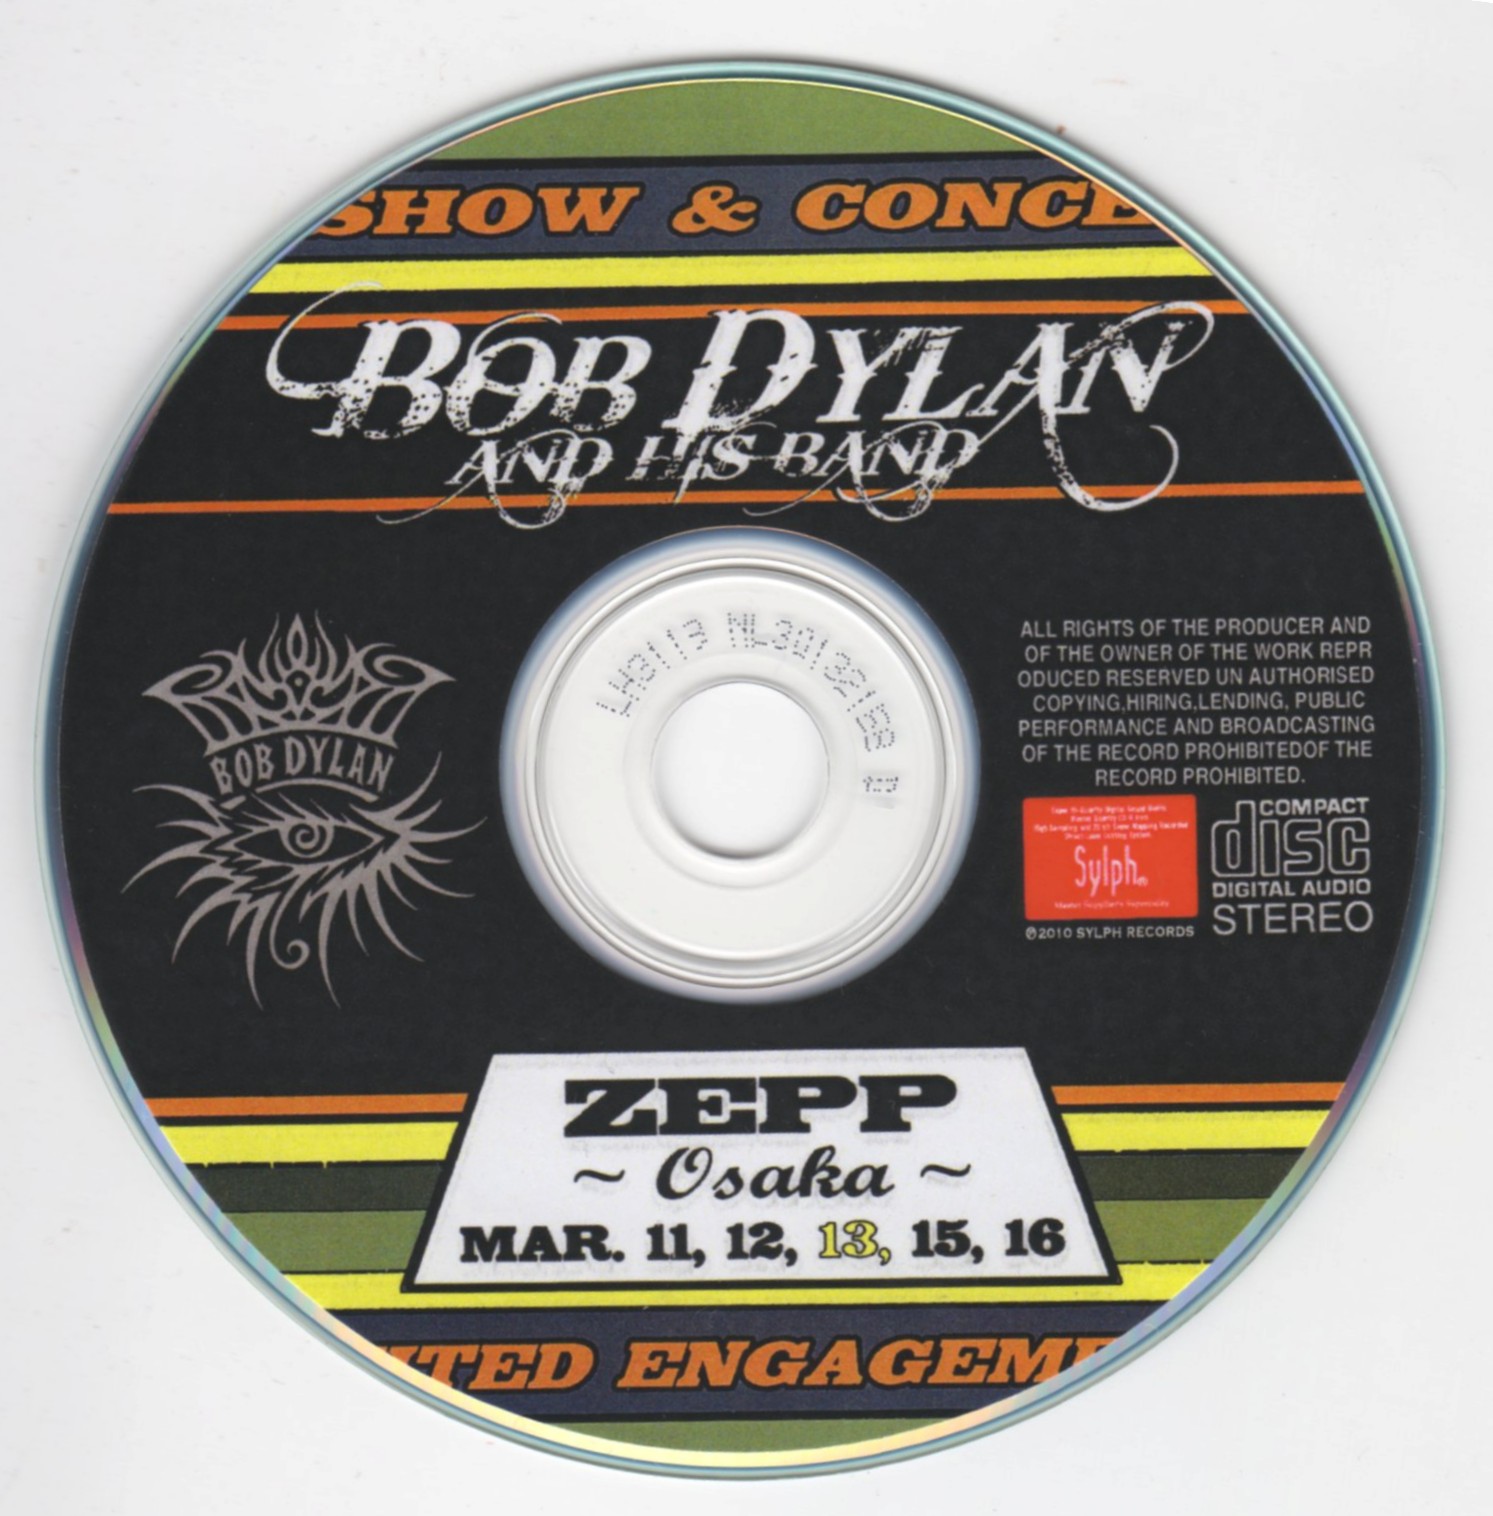 SHOW & CONCE
BOB DYLAN
AND HIS BAND
LH3113 NL30132153
BOB DYLAN
ALL RIGHTS OF THE PRODUCER AND
OF THE OWNER OF THE WORK REPR
ODUCED RESERVED UN AUTHORISED
COPYING,HIRING,LENDING, PUBLIC
PERFORMANCE AND BROADCASTING
OF THE RECORD PROHIBITEDOF THE
RECORD PROHIBITED.
Sylph
℗2010 SYLPH RECORDS
COMPACT
disc
DIGITAL AUDIO
STEREO
ZEPP
~ Osaka ~
MAR. 11, 12, 13, 15, 16
ITED ENGAGEME